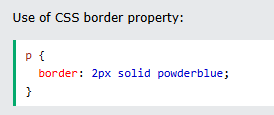 Use of CSS border property:
p {
  border: 2px solid powderblue;
}